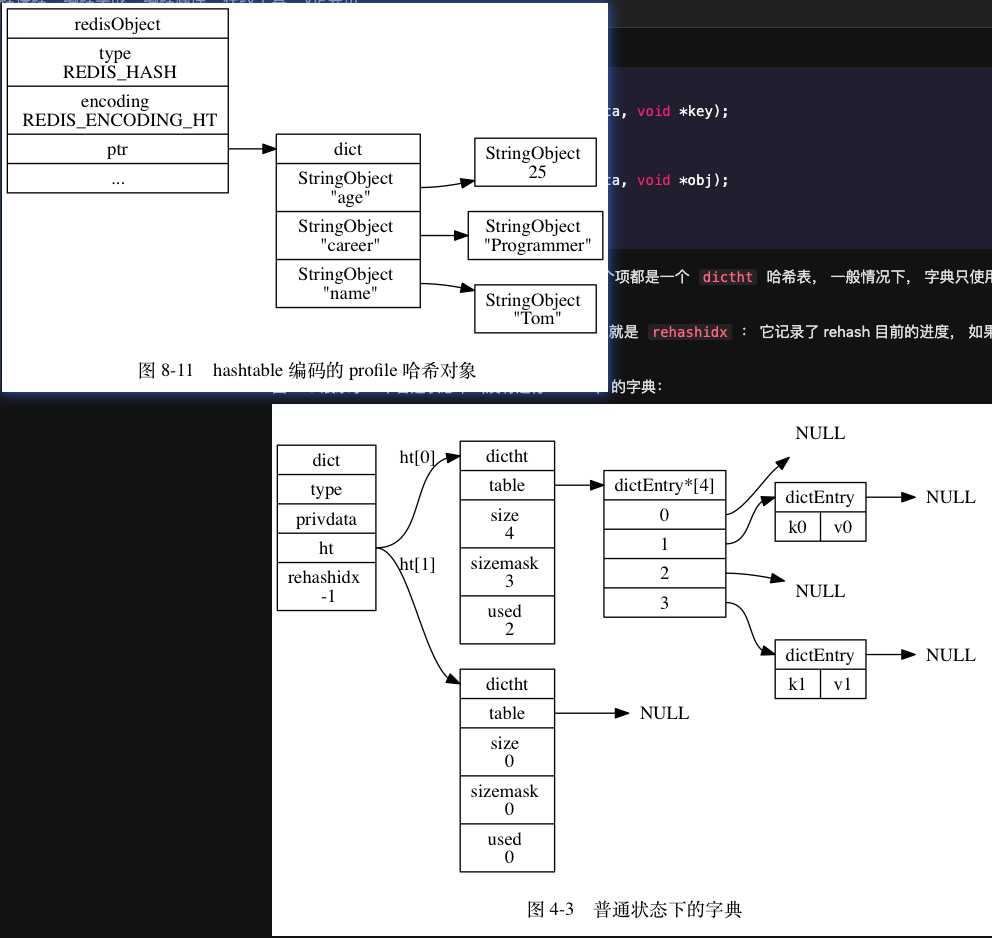 redisObject
type
REDIS_HASH
encoding
REDIS_ENCODING_HT
ptr
...
dict
StringObject
"age"
StringObject
"career"
StringObject
"name"
StringObject
25
StringObject
"Programmer"
StringObject
"Tom"
图 8-11 hashtable 编码的 profile 哈希对象
ta, void *key);
ta, void *obj);
个项都是一个 dictht 哈希表， 一般情况下， 字典只使用
就是 rehashidx ： 它记录了 rehash 目前的进度， 如果
的字典：
dict
type
privdata
ht
rehashidx
-1
ht[0]
ht[1]
dictht
table
size
4
sizemask
3
used
2
dictht
table
size
0
sizemask
0
used
0
NULL
dictEntry*[4]
0
1
2
3
NULL
dictEntry
k0 v0
NULL
NULL
dictEntry
k1 v1
NULL
图 4-3 普通状态下的字典